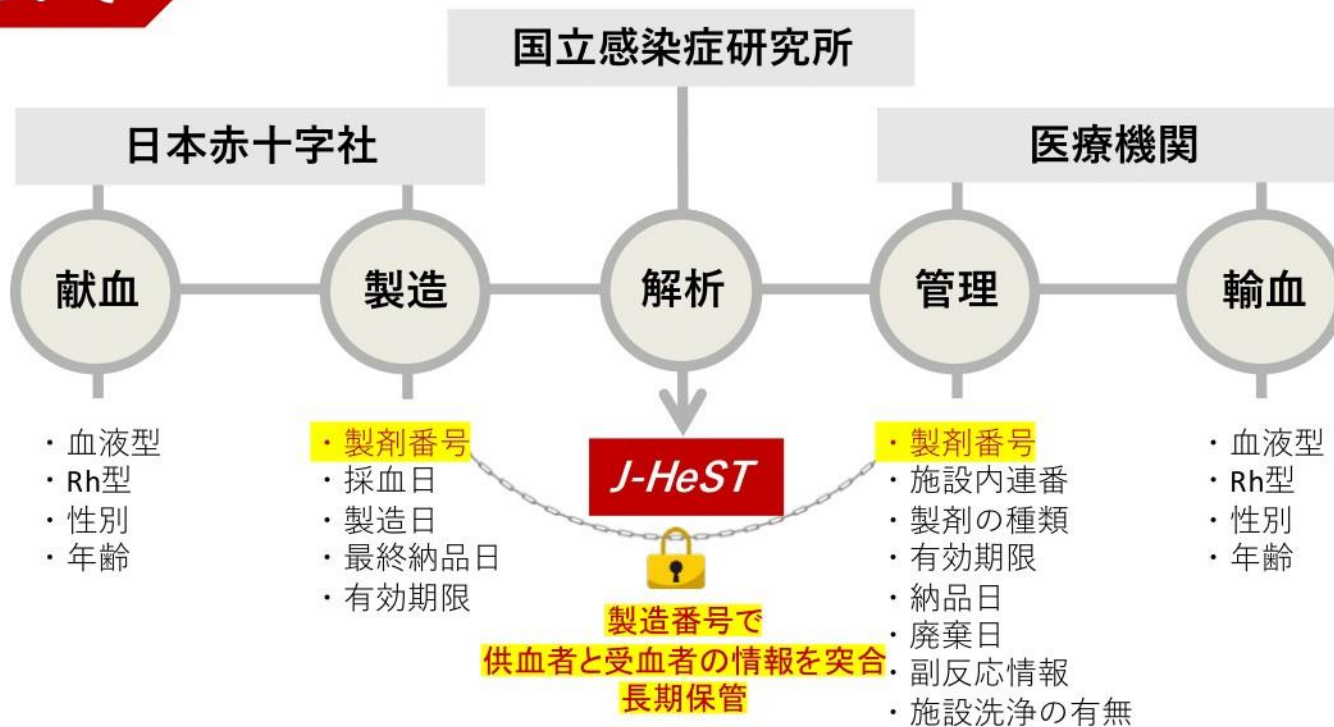 国立感染症研究所
日本赤十字社
医療機関
献血
製造
解析
管理
輸血
・血液型
・Rh型
・性別
・年齢
・製剤番号
・採血日
・製造日
・最終納品日
・有効期限
J-HeST
製造番号で
供血者と受血者の情報を突合
長期保管
・製剤番号
・施設内連番
・製剤の種類
・有効期限
・納品日
・廃棄日
・副反応情報
・施設洗浄の有無
・血液型
・Rh型
・性別
・年齢